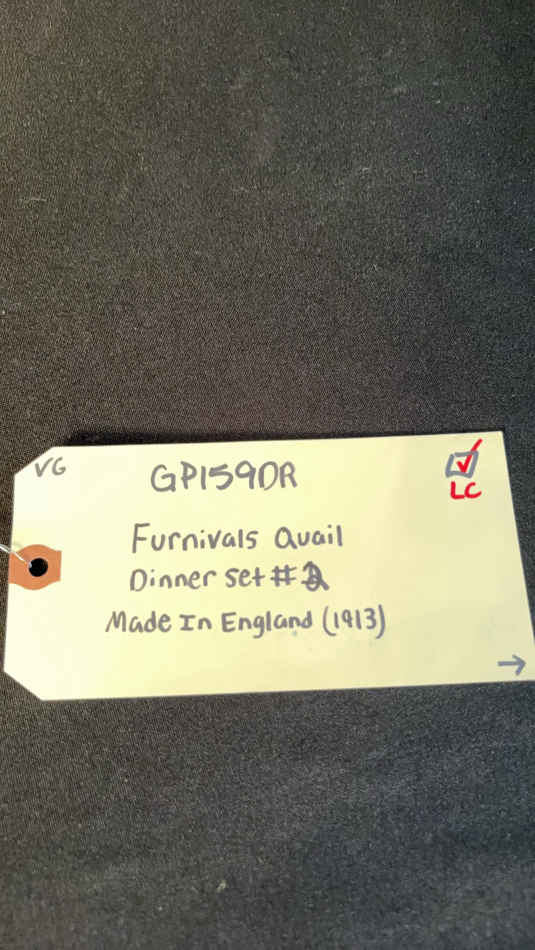 VG
GP159DR
LC
Furnivals Quail
Dinner set # 2
Made In England (1913)
→